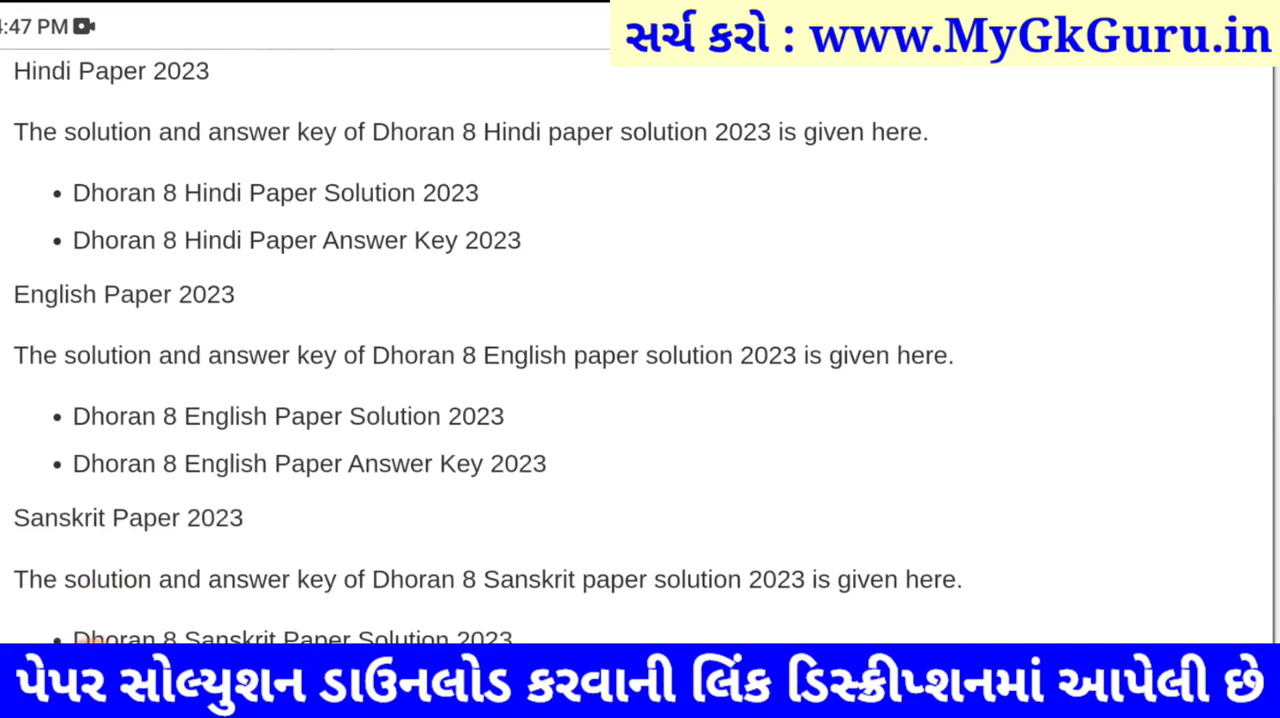 :47 PM
સર્ચ કરો : www.MyGkGuru.in
Hindi Paper 2023
The solution and answer key of Dhoran 8 Hindi paper solution 2023 is given here.
• Dhoran 8 Hindi Paper Solution 2023
• Dhoran 8 Hindi Paper Answer Key 2023
English Paper 2023
The solution and answer key of Dhoran 8 English paper solution 2023 is given here.
• Dhoran 8 English Paper Solution 2023
• Dhoran 8 English Paper Answer Key 2023
Sanskrit Paper 2023
The solution and answer key of Dhoran 8 Sanskrit paper solution 2023 is given here.
• Dhoran 8 Sanskrit Paper Solution 2023
પેપર સોલ્યુશન ડાઉનલોડ કરવાની લિંક ડિસ્ક્રીપ્શનમાં આપેલી છે